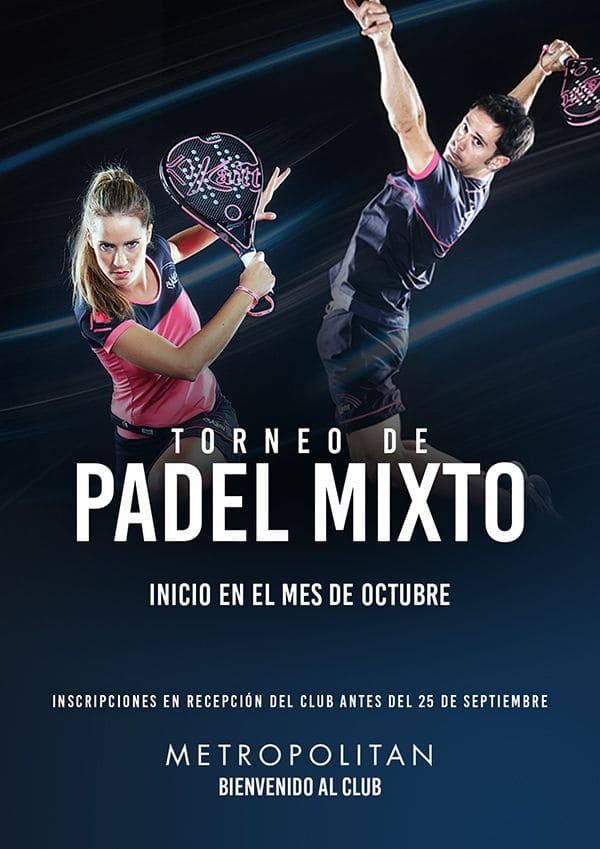 TORNEO DE
PADEL MIXTO
INICIO EN EL MES DE OCTUBRE
INSCRIPCIONES EN RECEPCIÓN DEL CLUB ANTES DEL 25 DE SEPTIEMBRE
METROPOLITAN
BIENVENIDO AL CLUB